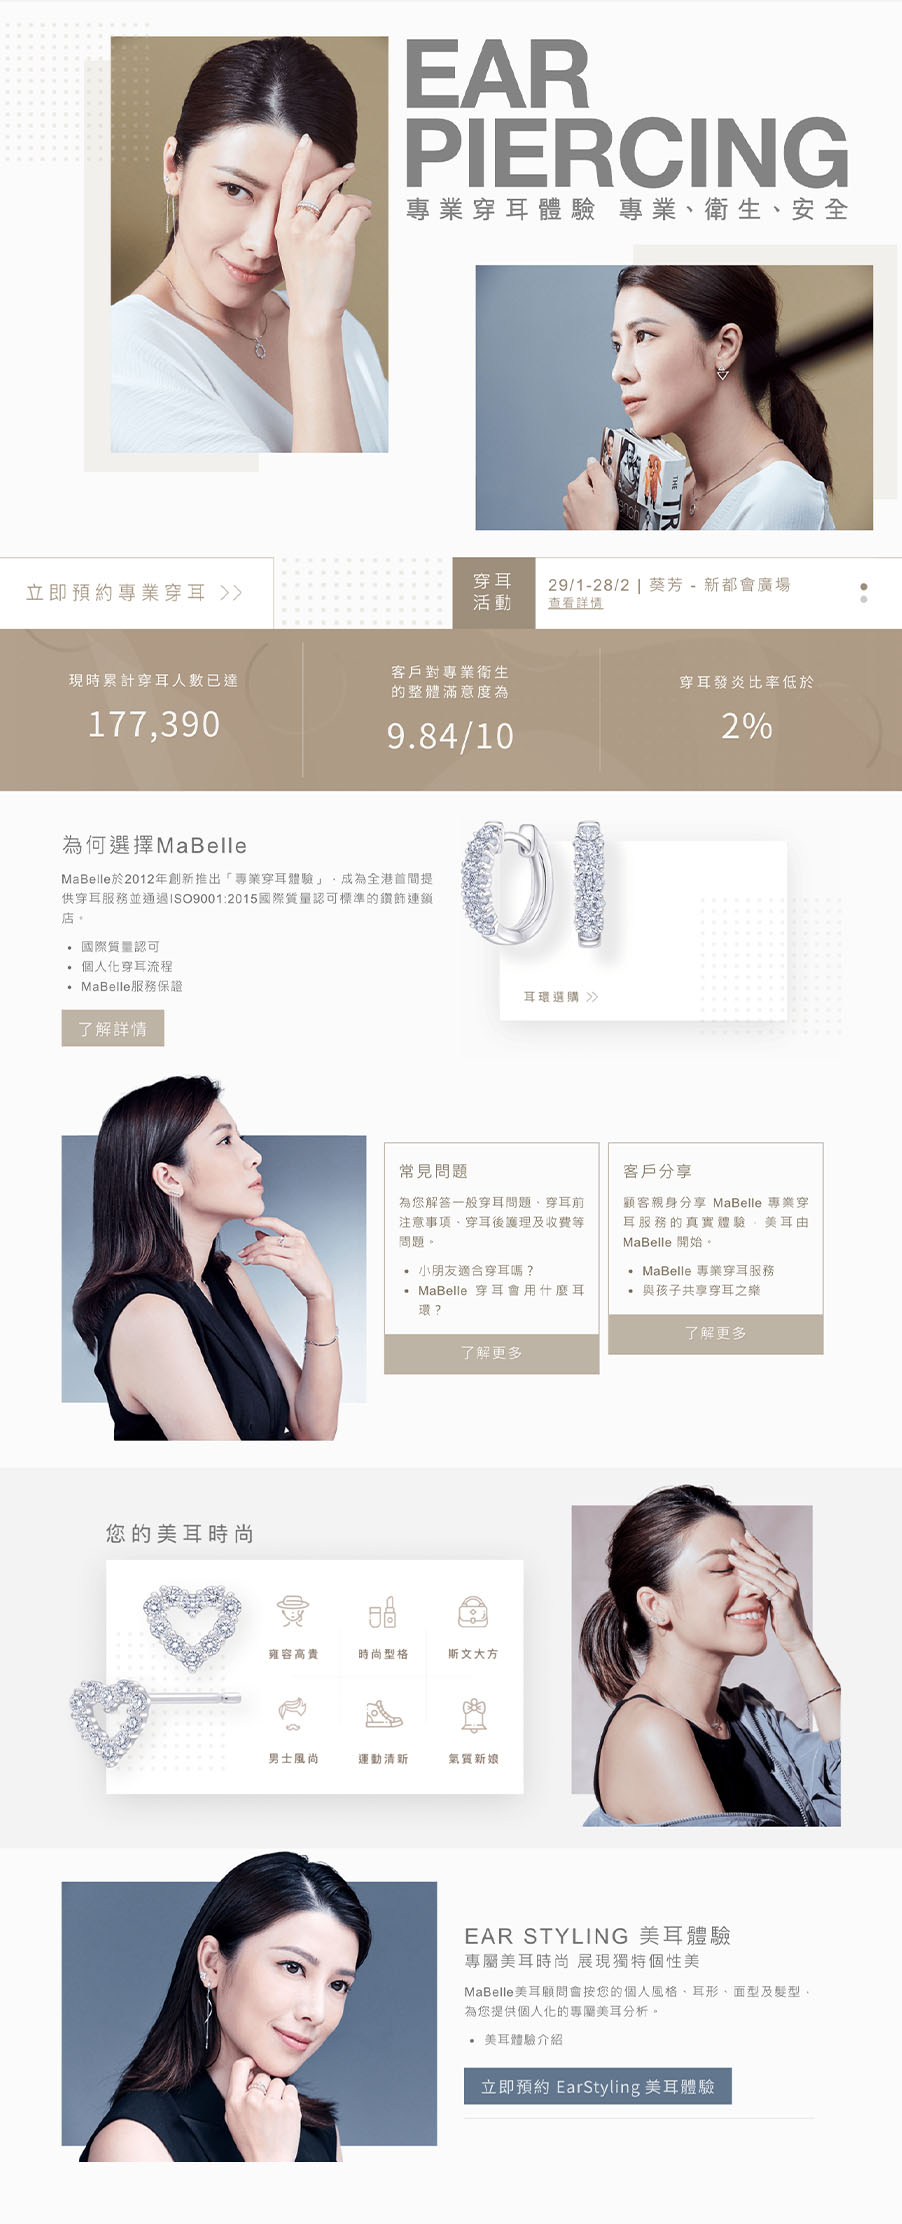 EAR
PIERCING
專業穿耳體驗 專業、衛生、安全
THE
TR
立即預約專業穿耳 >>
穿耳
活動
29/1-28/2 | 葵芳 - 新都會廣場
查看詳情
現時累計穿耳人數已達
177,390
客戶對專業衛生
的整體滿意度為
9.84/10
穿耳發炎比率低於
2%
為何選擇MaBelle
MaBelle於2012年創新推出「專業穿耳體驗」，成為全港首間提
供穿耳服務並通過ISO9001:2015國際質量認可標準的鑽飾連鎖
店。
• 國際質量認可
• 個人化穿耳流程
• MaBelle服務保證
了解詳情
耳環選購 >>
常見問題
為您解答一般穿耳問題、穿耳前
注意事項、穿耳後護理及收費等
問題。
• 小朋友適合穿耳嗎？
• MaBelle 穿耳會用什麼耳
環？
了解更多
客戶分享
顧客親身分享 MaBelle 專業穿
耳服務的真實體驗，美耳由
MaBelle 開始。
• MaBelle 專業穿耳服務
• 與孩子共享穿耳之樂
了解更多
您的美耳時尚
雍容高貴
時尚型格
斯文大方
男士風尚
運動清新
氣質新娘
EAR STYLING 美耳體驗
專屬美耳時尚 展現獨特個性美
MaBelle美耳顧問會按您的個人風格、耳形、面型及髮型，
為您提供個人化的專屬美耳分析。
• 美耳體驗介紹
立即預約 EarStyling 美耳體驗